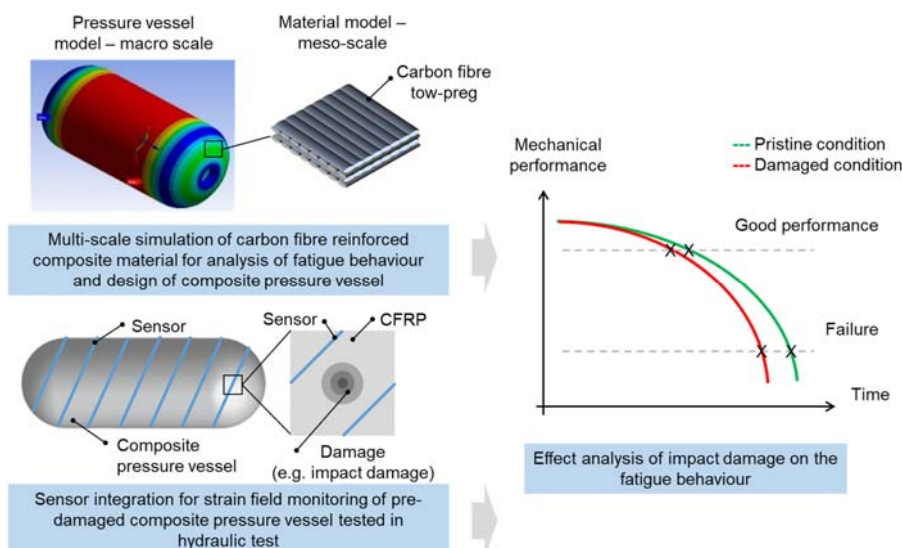 Pressure vessel
model – macro scale
Material model –
meso-scale
Carbon fibre
tow-preg
Multi-scale simulation of carbon fibre reinforced
composite material for analysis of fatigue behaviour
and design of composite pressure vessel
Sensor
Composite
pressure vessel
Sensor
CFRP
Damage
(e.g. impact damage)
Sensor integration for strain field monitoring of pre-
damaged composite pressure vessel tested in
hydraulic test
Mechanical
performance
Pristine condition
Damaged condition
Good performance
Failure
Time
Effect analysis of impact damage on the
fatigue behaviour